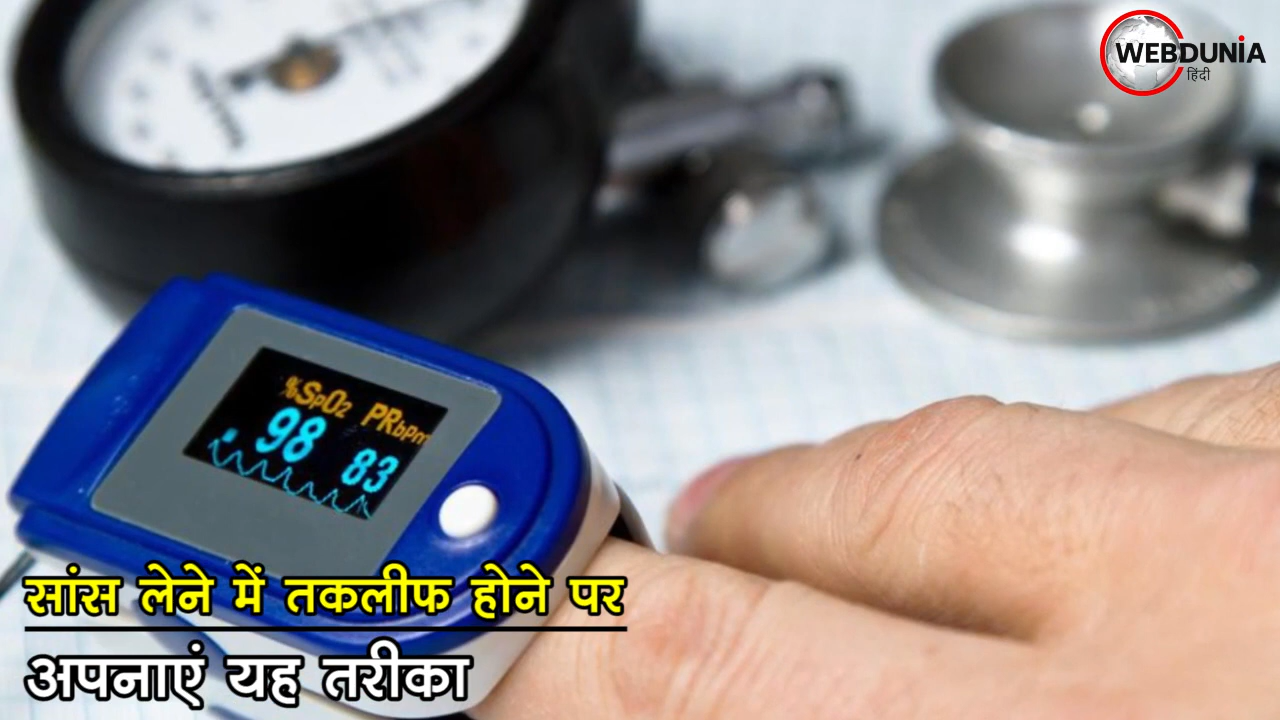 WEBDUNIA
हिंदी
%SpO2 PRbpm
98 83
सांस लेने में तकलीफ होने पर
अपनाएं यह तरीका